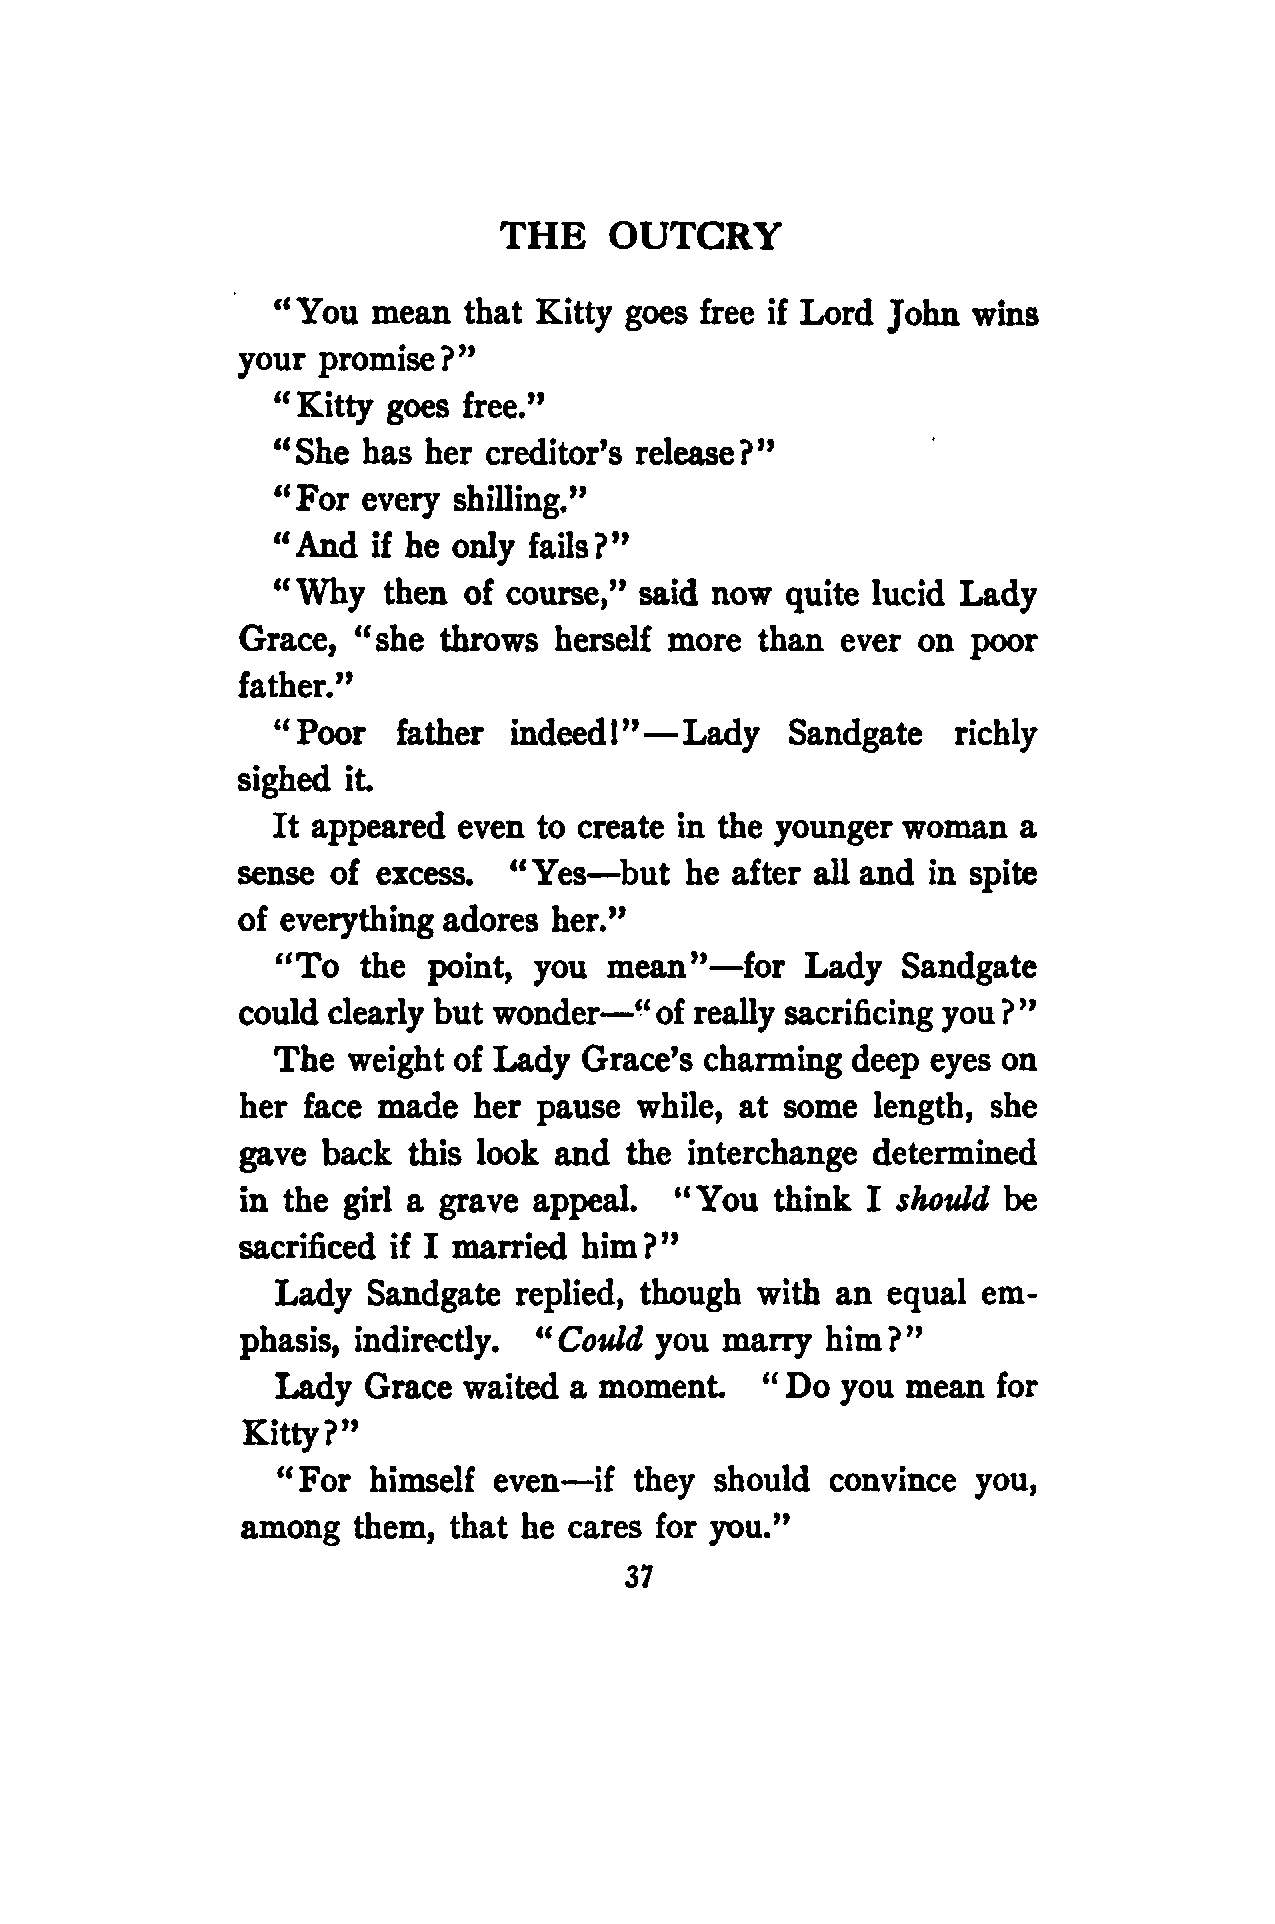 THE OUTCRY
"You mean that Kitty goes free if Lord John wins
your promise?"
"Kitty goes free."
"She has her creditor's release?"
"For every shilling."
"And if he only fails?"
"Why then of course," said now quite lucid Lady
Grace, "she throws herself more than ever on poor
father."
"Poor father indeed!"—Lady Sandgate richly
sighed it.
It appeared even to create in the younger woman a
sense of excess. "Yes—but he after all and in spite
of everything adores her."
"To the point, you mean"—for Lady Sandgate
could clearly but wonder—"of really sacrificing you?"
The weight of Lady Grace's charming deep eyes on
her face made her pause while, at some length, she
gave back this look and the interchange determined
in the girl a grave appeal. "You think I should be
sacrificed if I married him?"
Lady Sandgate replied, though with an equal em-
phasis, indirectly. "Could you marry him?"
Lady Grace waited a moment. "Do you mean for
Kitty?"
"For himself even—if they should convince you,
among them, that he cares for you."
37